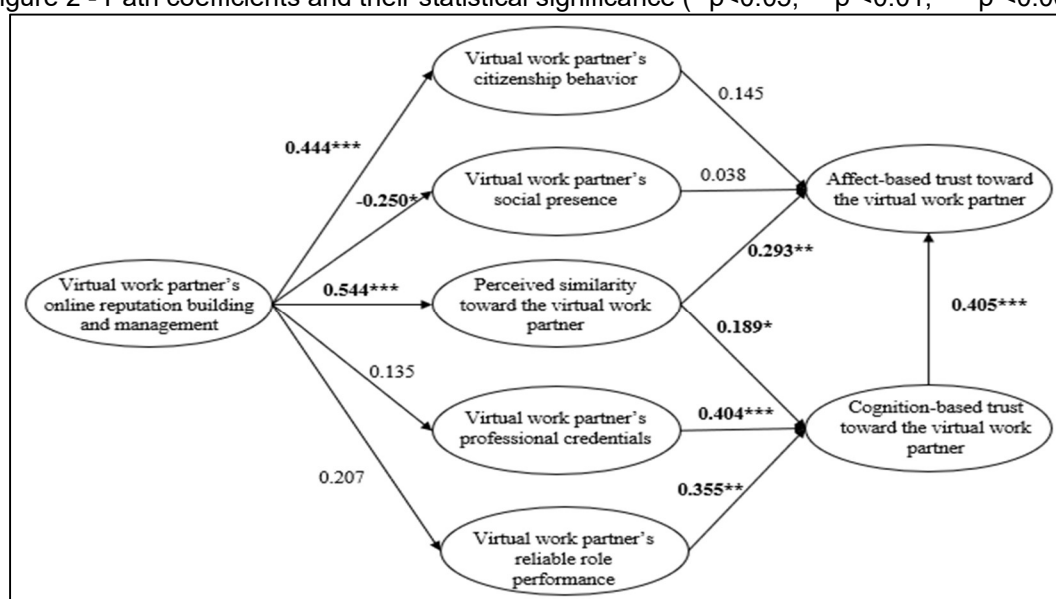 igure 2 - Path coefficients and their statistical significance ( p<0.05; p <0.01; p <0.00
Virtual work partner's
citizenship behavior
0.145
0.444***
Virtual work partner's
social presence
0.038
Affect-based trust toward
the virtual work partner
-0.250*
0.293**
Virtual work partner's
online reputation building
and management
0.544***
Perceived similarity
toward the virtual work
partner
0.405***
0.189*
0.135
Virtual work partner's
professional credentials
0.404***
Cognition-based trust
toward the virtual work
partner
0.207
0.355**
Virtual work partner's
reliable role
performance